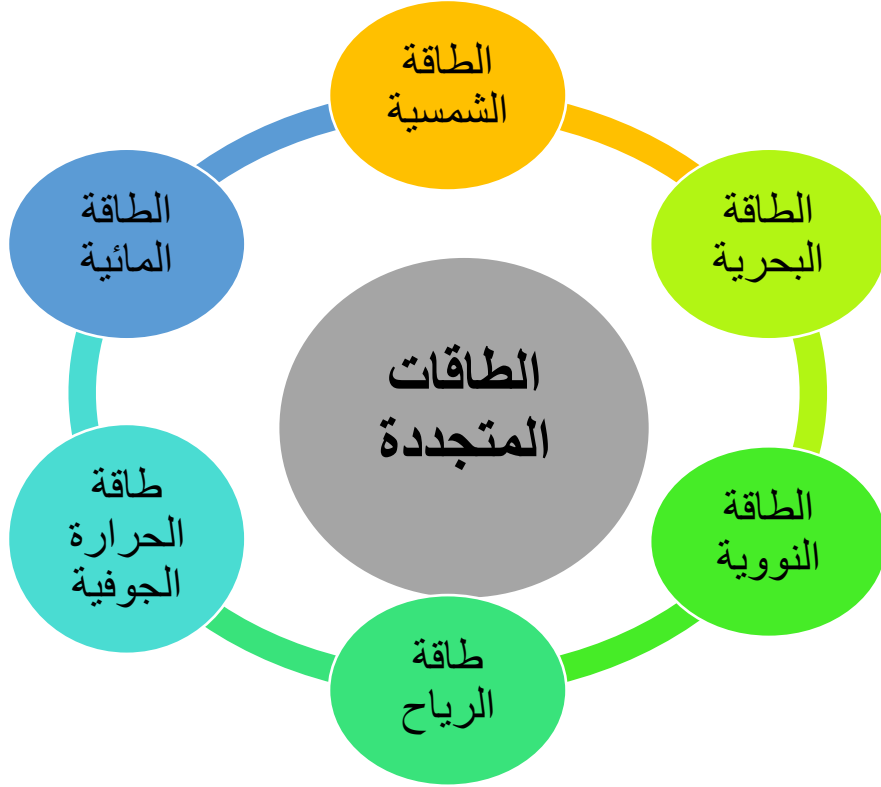 الطاقة
الشمسية
الطاقة
البحرية
الطاقة
النووية
طاقة
الرياح
طاقة
الحرارة
الجوفية
الطاقة
المائية
الطاقات
المتجددة